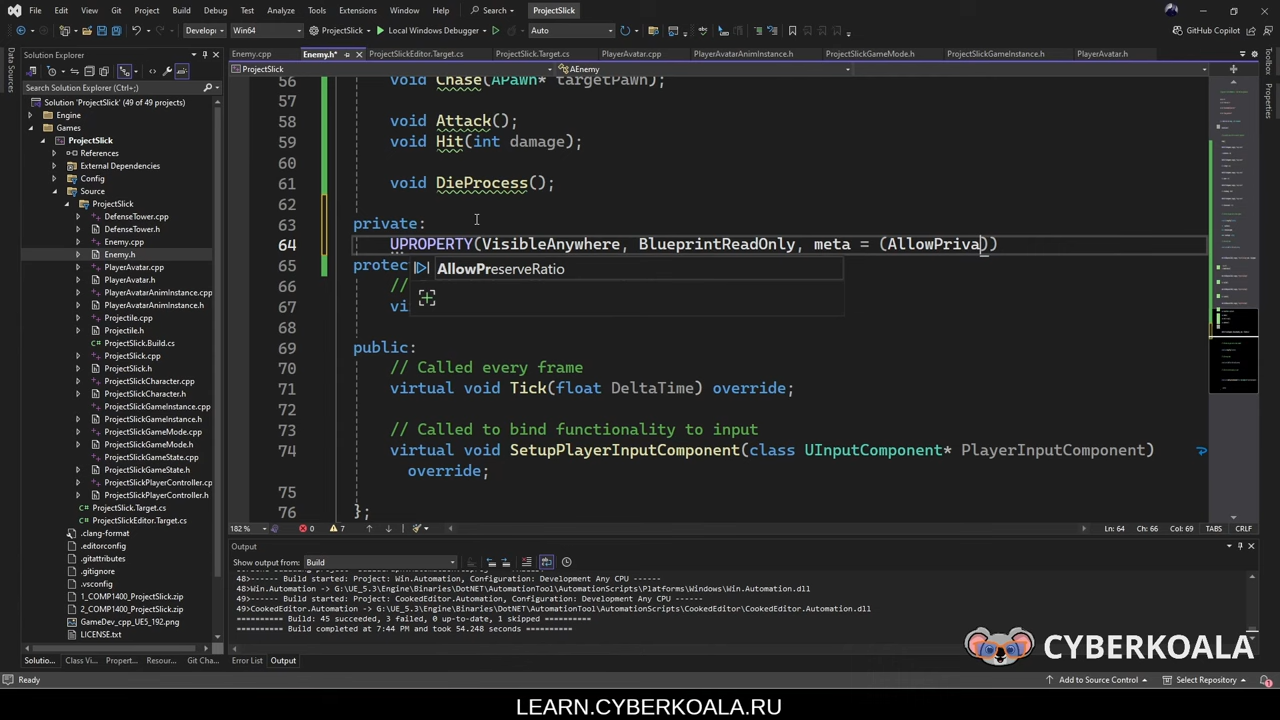 File Edit View Git Project Build Debug Test Analyze Tools Extensions Window Help Search ProjectSlick
Develop Win64 ProjectSlick Local Windows Debugger Auto GitHub Copilot
Enemy.cpp Enemy.h* ProjectSlickEditor.Target.cs ProjectSlick.Target.cs PlayerAvatar.cpp PlayerAvatarAnimInstance.h ProjectSlickGameMode.h ProjectSlickGameInstance.h PlayerAvatar.h
ProjectSlick AEnemy
Data Sources
Toolbox
Properties
Solution Explorer
Search Solution Explorer (Ctrl+;)
Solution 'ProjectSlick' (49 of 49 projects)
Engine
Games
ProjectSlick
References
External Dependencies
Config
Source
ProjectSlick
DefenseTower.cpp
DefenseTower.h
Enemy.cpp
Enemy.h
PlayerAvatar.cpp
PlayerAvatar.h
PlayerAvatarAnimInstance.cpp
PlayerAvatarAnimInstance.h
Projectile.cpp
Projectile.h
ProjectSlick.Build.cs
ProjectSlick.cpp
ProjectSlick.h
ProjectSlickCharacter.cpp
ProjectSlickCharacter.h
ProjectSlickGameInstance.cpp
ProjectSlickGameInstance.h
ProjectSlickGameMode.cpp
ProjectSlickGameMode.h
ProjectSlickGameState.cpp
ProjectSlickGameState.h
ProjectSlickPlayerController.cp
ProjectSlickPlayerController.h
ProjectSlick.Target.cs
ProjectSlickEditor.Target.cs
.clang-format
.editorconfig
.gitattributes
.gitignore
.vsconfig
1_COMP1400_ProjectSlick.zip
2_COMP1400_ProjectSlick.zip
GameDev_cpp_UE5_192.png
LICENSE.txt
Solutio... Class Vi... Propert... Resour... Git Cha...
56 void Chase(APawn* targetPawn);
57
58 void Attack();
59 void Hit(int damage);
60
61 void DieProcess();
62
63 private:
64 UPROPERTY(VisibleAnywhere, BlueprintReadOnly, meta = (AllowPriva))
65 protec
AllowPreserveRatio
66 //
67 vi
68
69 public:
70 // Called every frame
71 virtual void Tick(float DeltaTime) override;
72
73 // Called to bind functionality to input
74 virtual void SetupPlayerInputComponent(class UInputComponent* PlayerInputComponent)
override;
75
76 };
182 % 0 7 Ln: 64 Ch: 66 Col: 69 TABS CRLF
Output
Show output from: Build
48>------ Build started: Project: Win.Automation, Configuration: Development Any CPU ------
48>Win.Automation -> G:\UE_5.3\Engine\Binaries\DotNET\AutomationTool\AutomationScripts\Platforms\Windows\Win.Automation.dll
49>------ Build started: Project: CookedEditor.Automation, Configuration: Development Any CPU ------
49>CookedEditor.Automation -> G:\UE_5.3\Engine\Binaries\DotNET\AutomationTool\AutomationScripts\CookedEditor\CookedEditor.Automation.dll
========== Build: 45 succeeded, 3 failed, 0 up-to-date, 1 skipped ==========
========== Build completed at 7:44 PM and took 54.248 seconds ==========
Error List Output
CYBERKOALA
Ready Add to Source Control Select Repository
LEARN.CYBERKOALA.RU